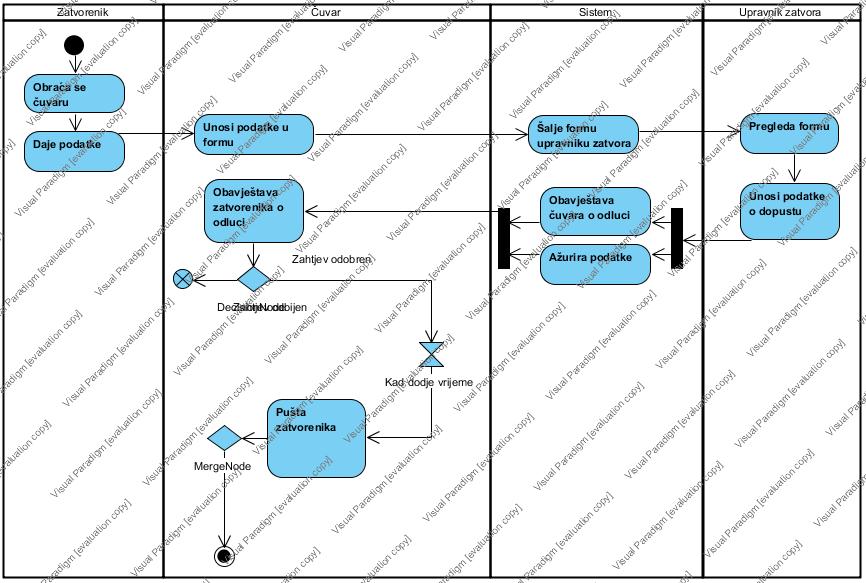 Zatvorenik
Čuvar
Sistem
Upravnik zatvora
Obraća se
čuvaru
Daje podatke
Unosi podatke u
formu
Šalje formu
upravniku zatvora
Pregleda formu
Obavještava
zatvorenika o
odluci
Obavještava
čuvara o odluci
Unosi podatke
o dopustu
Ažurira podatke
Zahtjev odobren
DecisionNode
Zahtjev odbijen
Kad dodje vrijeme
Pušta
zatvorenika
MergeNode
Visual Paradigm [evaluation copy]